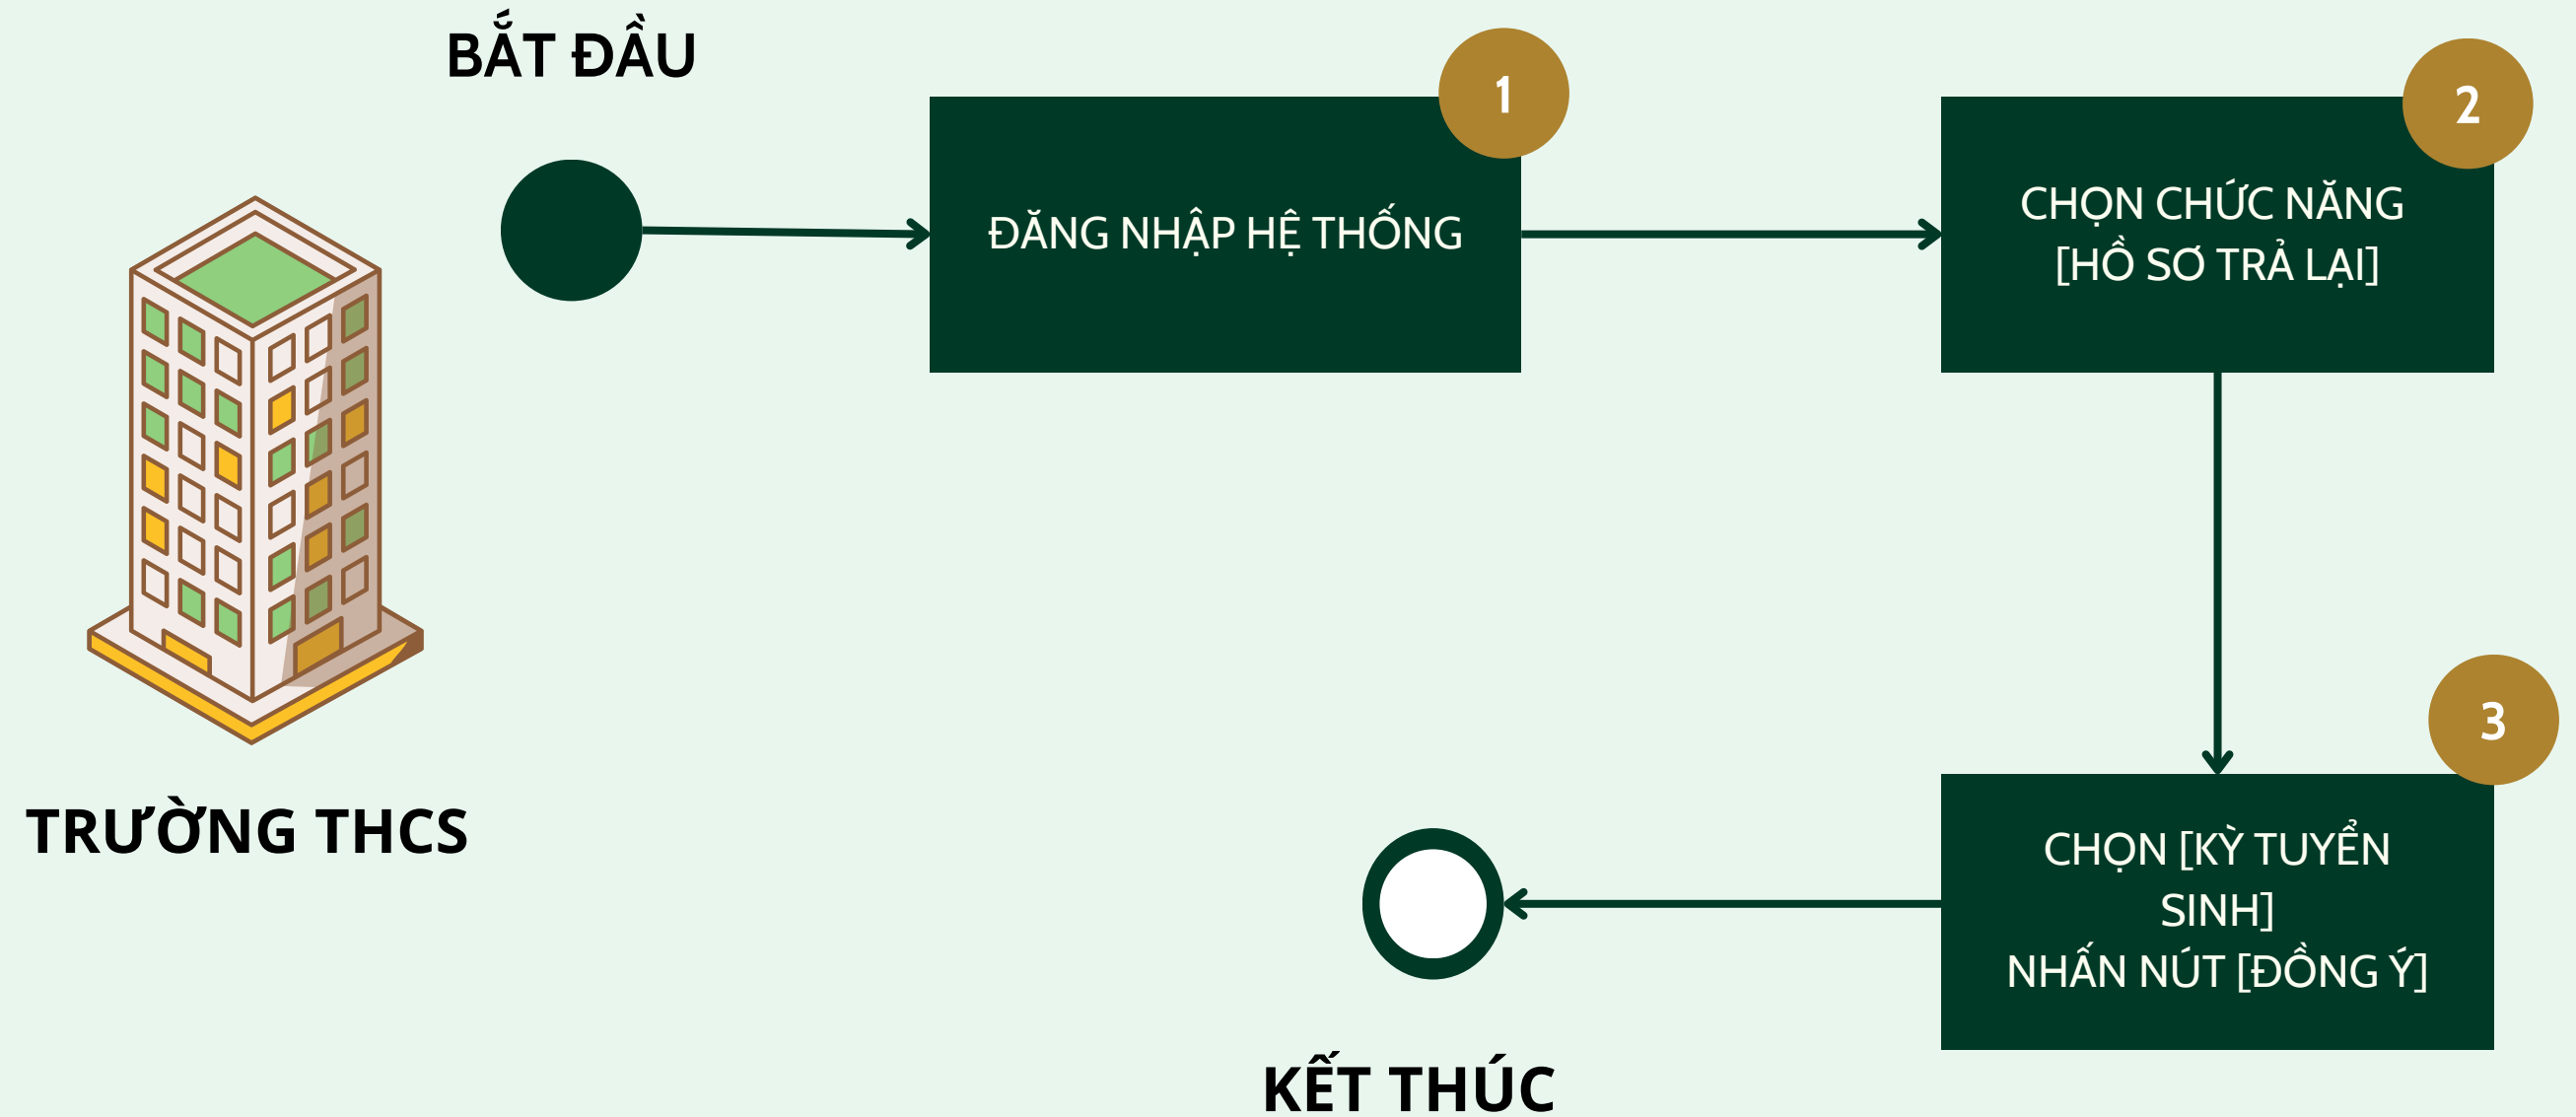 BẮT ĐẦU
1
ĐĂNG NHẬP HỆ THỐNG
2
CHỌN CHỨC NĂNG
[HỒ SƠ TRẢ LẠI]
TRƯỜNG THCS
3
CHỌN [KỲ TUYỂN
SINH]
NHẤN NÚT [ĐỒNG Ý]
KẾT THÚC